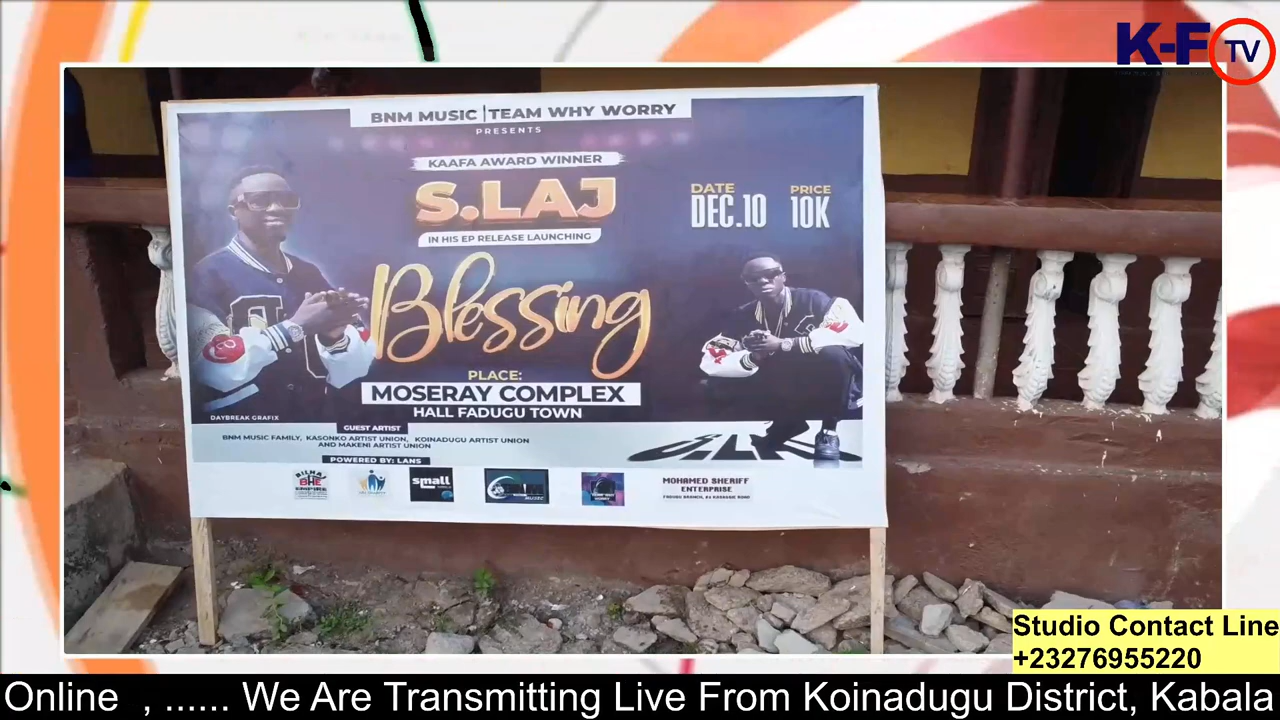 K-F TV
BNM MUSIC | TEAM WHY WORRY
PRESENTS
KAAFA AWARD WINNER
S.LAJ
IN HIS EP RELEASE LAUNCHING
Blessing
DATE
DEC.10
PRICE
10K
PLACE:
MOSERAY COMPLEX
HALL FADUGU TOWN
DAYBREAK GRAFIX
GUEST ARTIST
BNM MUSIC FAMILY, KASONKO ARTIST UNION, KOINADUGU ARTIST UNION
AND MAKENI ARTIST UNION
POWERED BY: LANS
BHE
small
MUSIC
MOHAMED SHERIFF
ENTERPRISE
Studio Contact Line
+23276955220
Online , ...... We Are Transmitting Live From Koinadugu District, Kabala